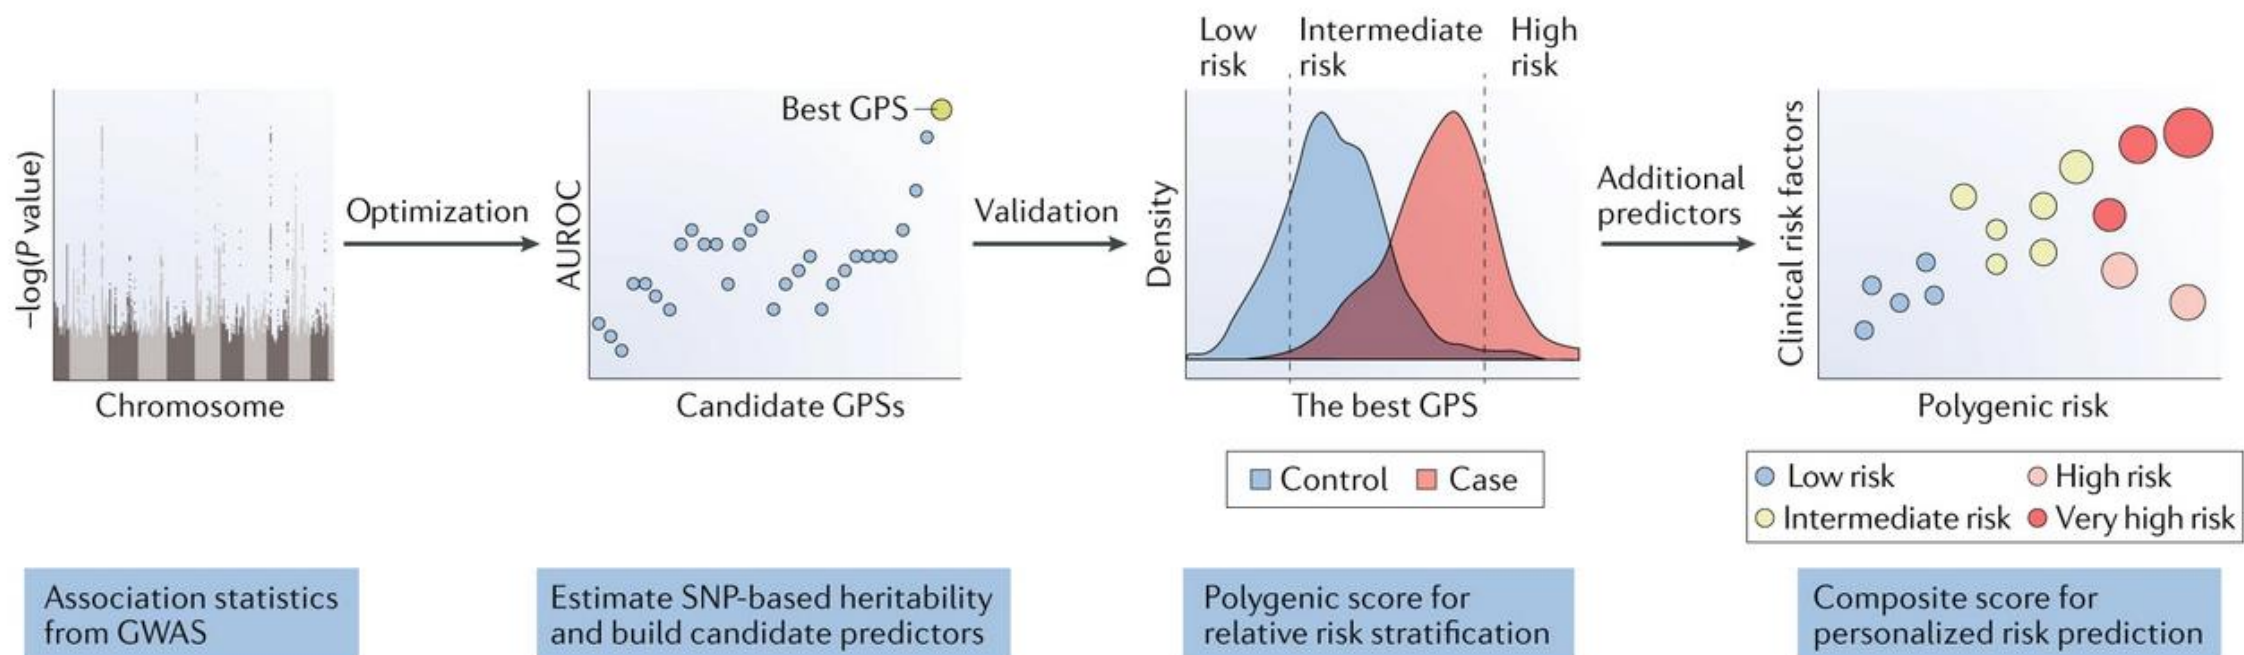 –log(P value)
Chromosome
Optimization
AUROC
Best GPS
Candidate GPSs
Validation
Low
risk
Intermediate
risk
High
risk
Density
The best GPS
Control
Case
Additional
predictors
Clinical risk factors
Polygenic risk
Low risk
High risk
Intermediate risk
Very high risk
Association statistics
from GWAS
Estimate SNP-based heritability
and build candidate predictors
Polygenic score for
relative risk stratification
Composite score for
personalized risk prediction